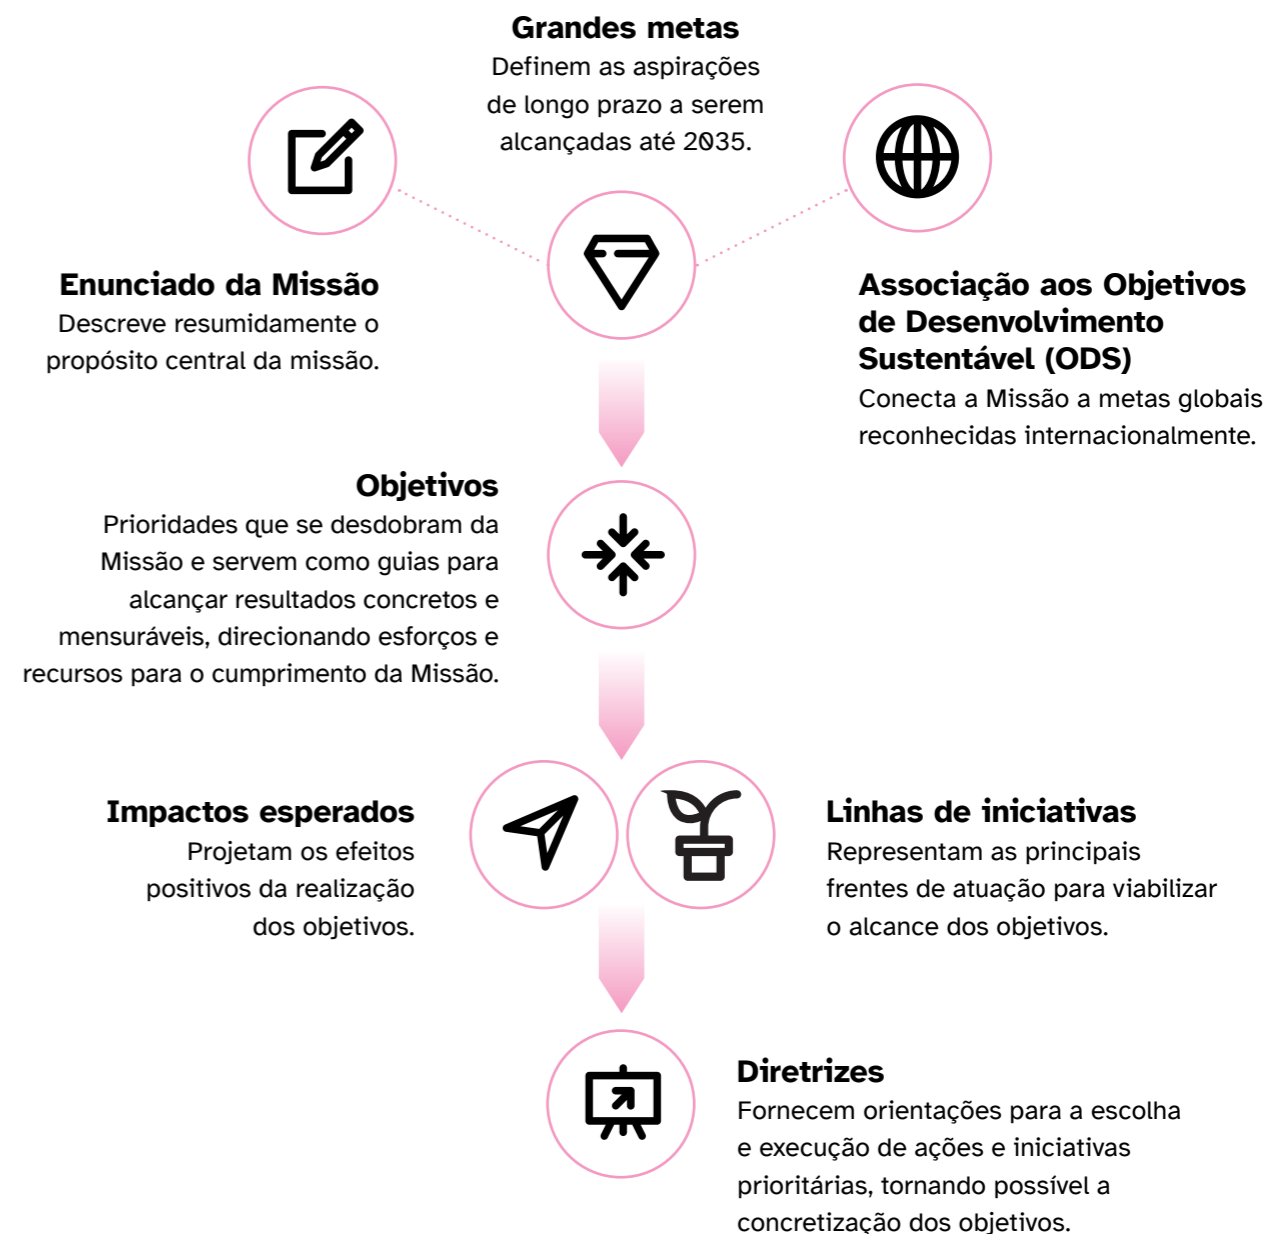 Grandes metas
Definem as aspirações
de longo prazo a serem
alcançadas até 2035.
Enunciado da Missão
Descreve resumidamente o
propósito central da missão.
Associação aos Objetivos
de Desenvolvimento
Sustentável (ODS)
Conecta a Missão a metas globais
reconhecidas internacionalmente.
Objetivos
Prioridades que se desdobram da
Missão e servem como guias para
alcançar resultados concretos e
mensuráveis, direcionando esforços e
recursos para o cumprimento da Missão.
Impactos esperados
Projetam os efeitos
positivos da realização
dos objetivos.
Linhas de iniciativas
Representam as principais
frentes de atuação para viabilizar
o alcance dos objetivos.
Diretrizes
Fornecem orientações para a escolha
e execução de ações e iniciativas
prioritárias, tornando possível a
concretização dos objetivos.